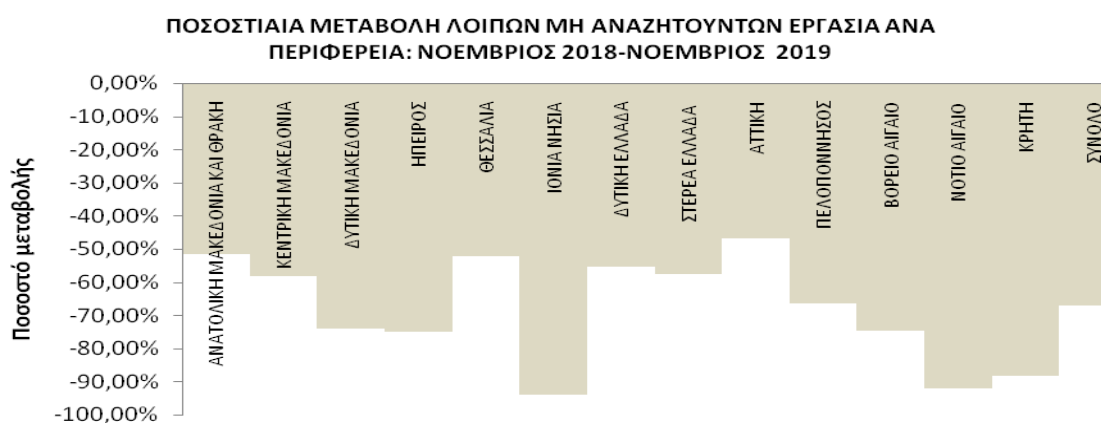 ΠΟΣΟΣΤΙΑΙΑ ΜΕΤΑΒΟΛΗ ΛΟΙΠΩΝ ΜΗ ΑΝΑΖΗΤΟΥΝΤΩΝ ΕΡΓΑΣΙΑ ΑΝΑ
ΠΕΡΙΦΕΡΕΙΑ: ΝΟΕΜΒΡΙΟΣ 2018-ΝΟΕΜΒΡΙΟΣ 2019
Ποσοστό μεταβολής
0,00%
-10,00%
-20,00%
-30,00%
-40,00%
-50,00%
-60,00%
-70,00%
-80,00%
-90,00%
-100,00%
ΑΝΑΤΟΛΙΚΗ ΜΑΚΕΔΟΝΙΑ ΚΑΙ ΘΡΑΚΗ
ΚΕΝΤΡΙΚΗ ΜΑΚΕΔΟΝΙΑ
ΔΥΤΙΚΗ ΜΑΚΕΔΟΝΙΑ
ΗΠΕΙΡΟΣ
ΘΕΣΣΑΛΙΑ
ΙΟΝΙΑ ΝΗΣΙΑ
ΔΥΤΙΚΗ ΕΛΛΑΔΑ
ΣΤΕΡΕΑ ΕΛΛΑΔΑ
ΑΤΤΙΚΗ
ΠΕΛΟΠΟΝΝΗΣΟΣ
ΒΟΡΕΙΟ ΑΙΓΑΙΟ
ΝΟΤΙΟ ΑΙΓΑΙΟ
ΚΡΗΤΗ
ΣΥΝΟΛΟ